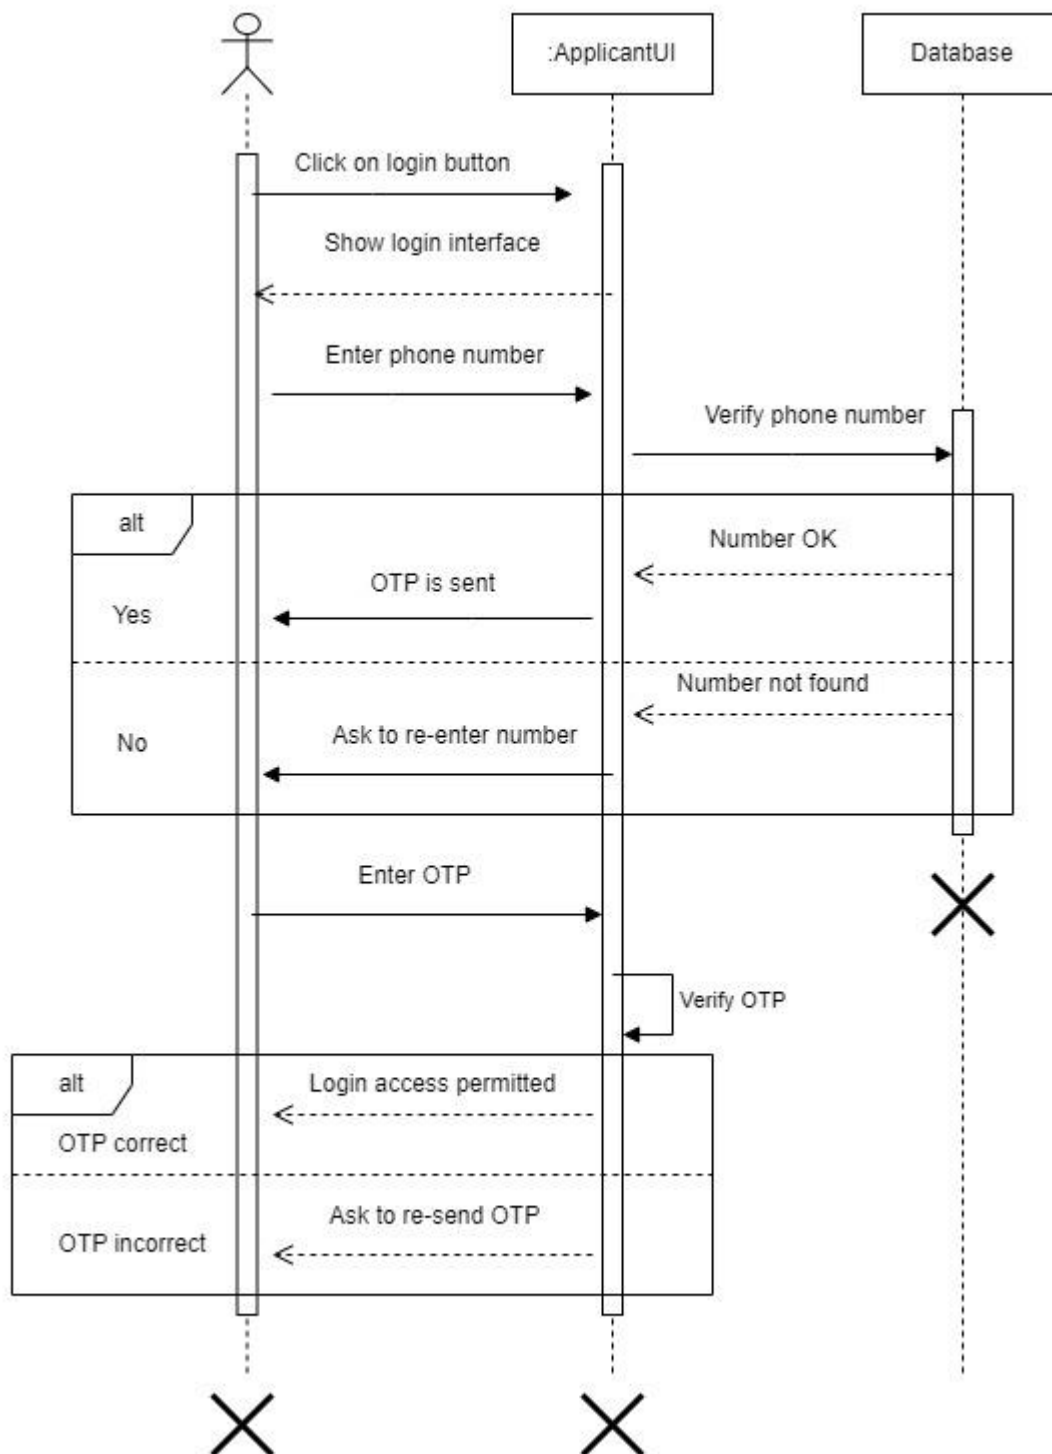 :ApplicantUI
Database
Click on login button
Show login interface
Enter phone number
Verify phone number
alt
Number OK
OTP is sent
Yes
Number not found
Ask to re-enter number
No
Enter OTP
Verify OTP
alt
Login access permitted
OTP correct
Ask to re-send OTP
OTP incorrect